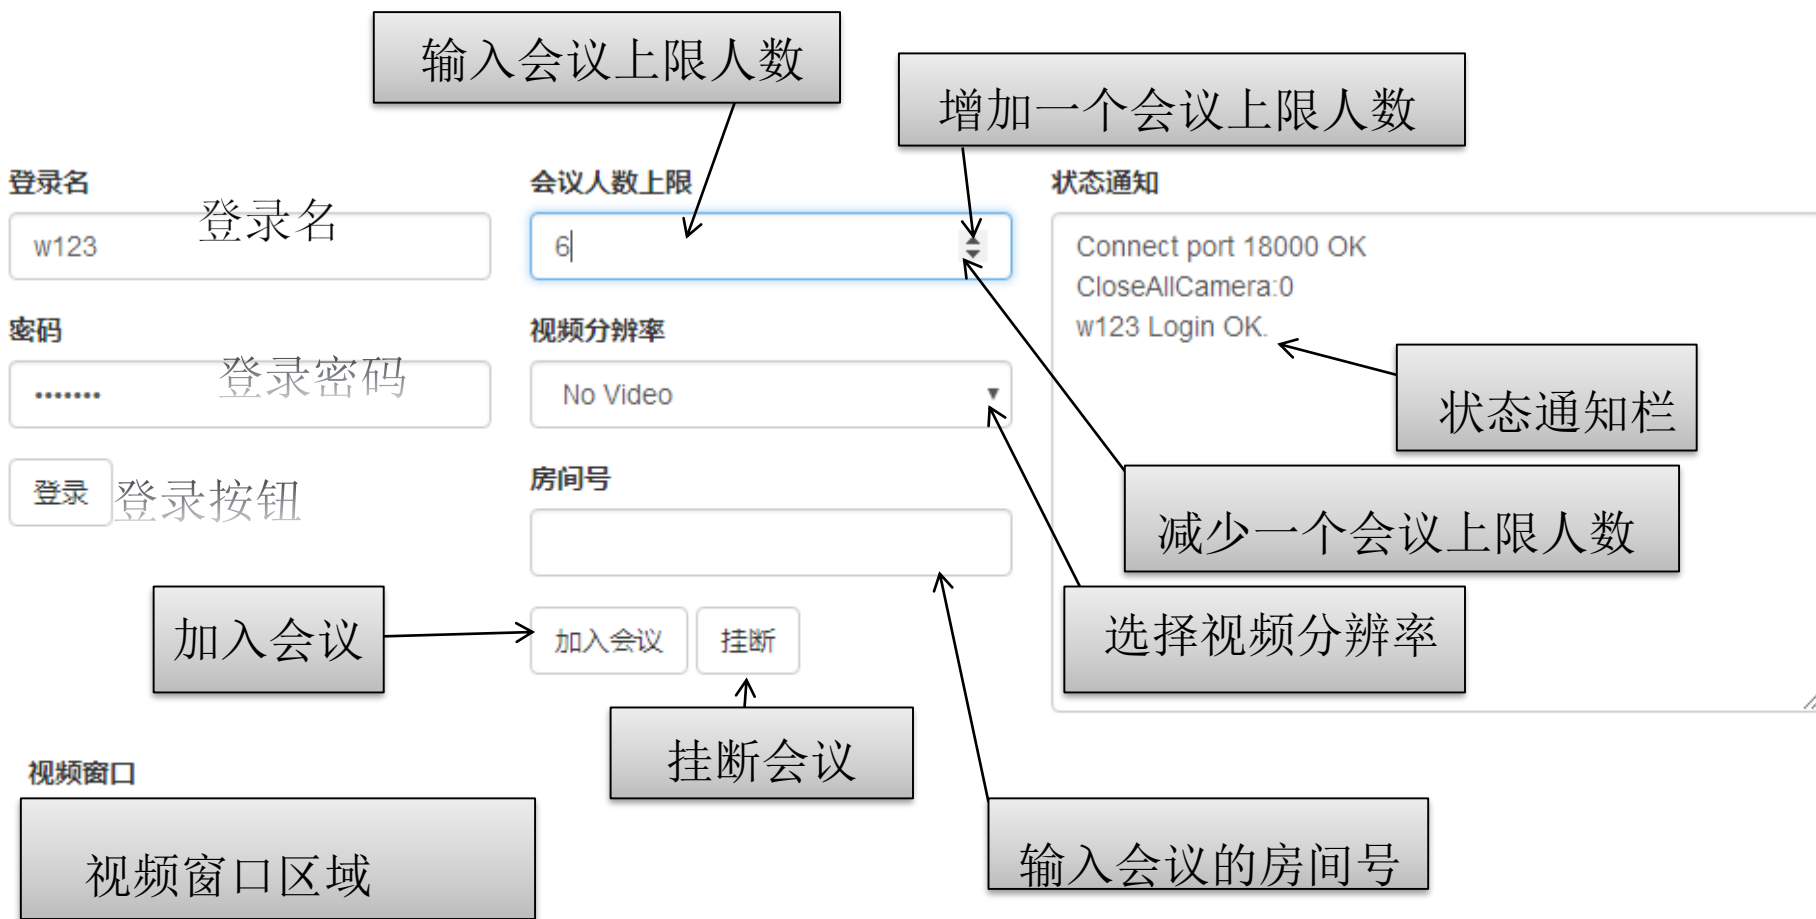 输入会议上限人数
增加一个会议上限人数
登录名
会议人数上限
状态通知
w123
登录名
6
Connect port 18000 OK
CloseAllCamera:0
w123 Login OK.
密码
视频分辨率
•••••••
登录密码
No Video
状态通知栏
登录
登录按钮
房间号
减少一个会议上限人数
加入会议
加入会议
挂断
选择视频分辨率
挂断会议
视频窗口
视频窗口区域
输入会议的房间号